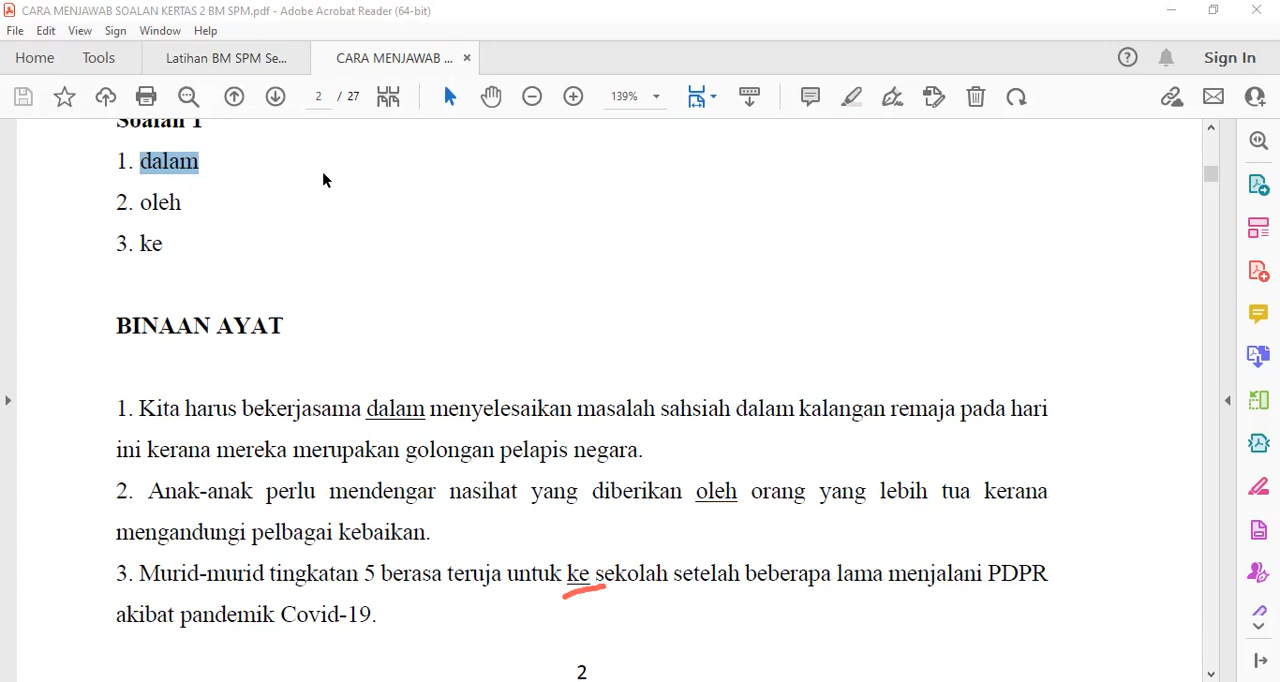 CARA MENJAWAB SOALAN KERTAS 2 BM SPM.pdf - Adobe Acrobat Reader (64-bit)
File Edit View Sign Window Help
Home Tools Latihan BM SPM Se... CARA MENJAWAB ... × Sign In
2 / 27 139%
Soalan 1
1. dalam
2. oleh
3. ke
BINAAN AYAT
1. Kita harus bekerjasama dalam menyelesaikan masalah sahsiah dalam kalangan remaja pada hari
ini kerana mereka merupakan golongan pelapis negara.
2. Anak-anak perlu mendengar nasihat yang diberikan oleh orang yang lebih tua kerana
mengandungi pelbagai kebaikan.
3. Murid-murid tingkatan 5 berasa teruja untuk ke sekolah setelah beberapa lama menjalani PDPR
akibat pandemik Covid-19.
2